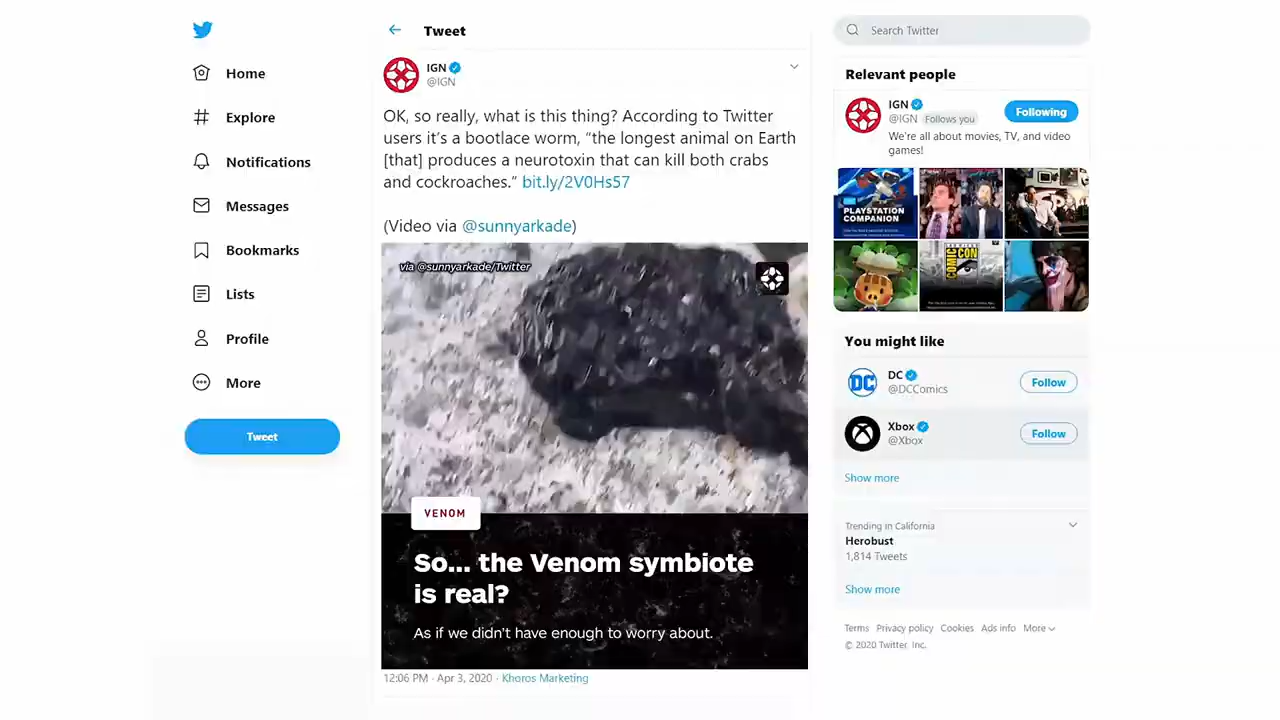 Home
Explore
Notifications
Messages
Bookmarks
Lists
Profile
More
Tweet
Tweet
IGN
@IGN
OK, so really, what is this thing? According to Twitter
users it's a bootlace worm, “the longest animal on Earth
[that] produces a neurotoxin that can kill both crabs
and cockroaches.” bit.ly/2V0Hs57
(Video via @sunnyarkade)
via @sunnyarkade/Twitter
VENOM
So... the Venom symbiote
is real?
As if we didn't have enough to worry about.
12:06 PM · Apr 3, 2020 · Khoros Marketing
Search Twitter
Relevant people
IGN
@IGN Follows you
Following
We're all about movies, TV, and video
games!
PLAYSTATION
COMPANION
COMIC
CON
You might like
DC
DC
@DCComics
Follow
Xbox
@Xbox
Follow
Show more
Trending in California
Herobust
1,814 Tweets
Show more
Terms Privacy policy Cookies Ads info More
© 2020 Twitter, Inc.